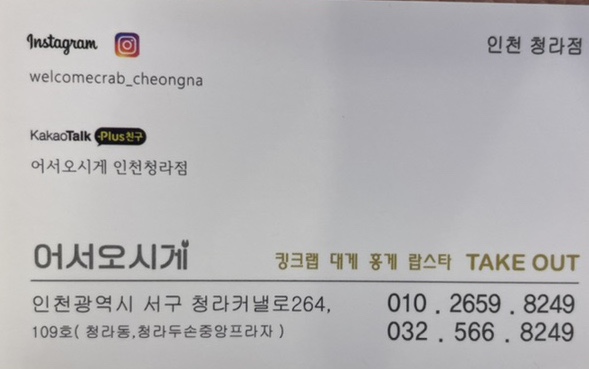 Instagram
인천 청라점
welcomecrab_cheongna
KakaoTalk Plus친구
어서오시게 인천청라점
어서오시게 킹크랩 대게 홍게 랍스타 TAKE OUT
인천광역시 서구 청라커낼로264, 010 . 2659 . 8249
109호( 청라동,청라두손중앙프라자 ) 032 . 566 . 8249